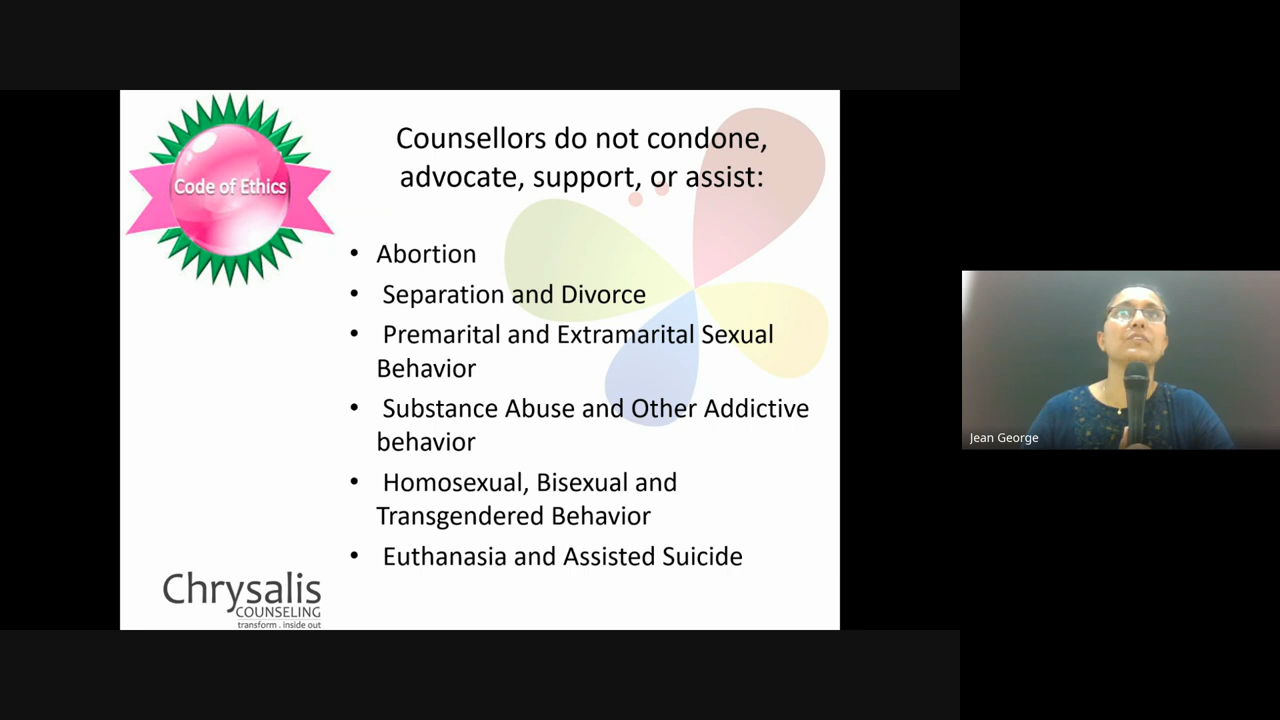 Code of Ethics
Counsellors do not condone,
advocate, support, or assist:
• Abortion
• Separation and Divorce
• Premarital and Extramarital Sexual
Behavior
• Substance Abuse and Other Addictive
behavior
• Homosexual, Bisexual and
Transgendered Behavior
• Euthanasia and Assisted Suicide
Chrysalis
COUNSELING
transform . inside out
Jean George